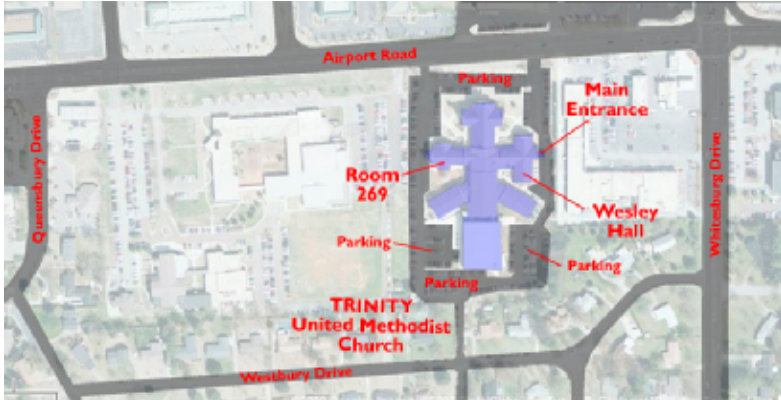 Airport Road
Parking
Main
Entrance
Queensbury Drive
Room
269
Whitesburg Drive
Wesley
Hall
Parking
Parking
Parking
TRINITY
United Methodist
Church
Westbury Drive